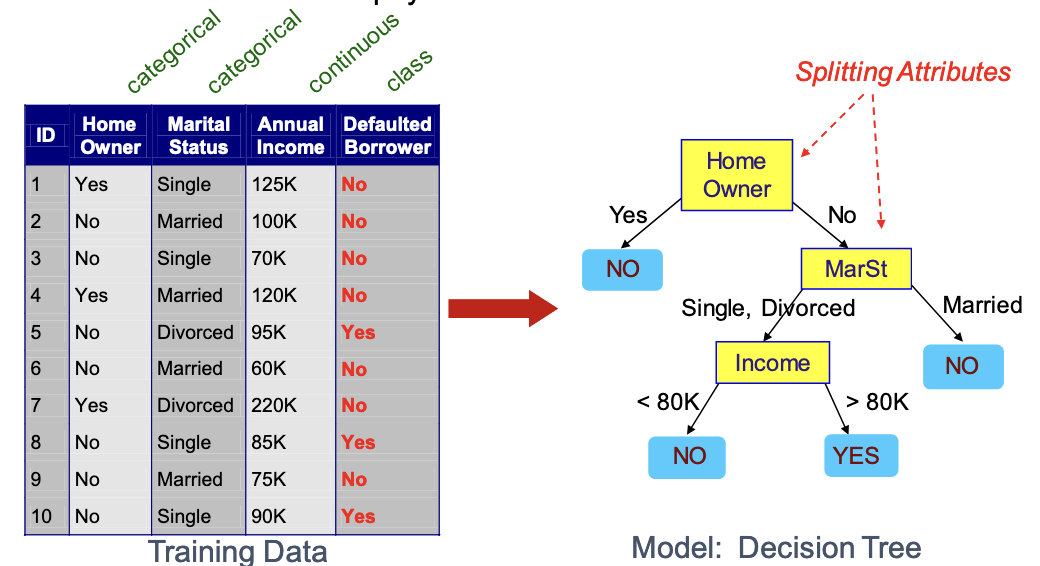 categorical
categorical
continuous
class
ID Home Owner Marital Status Annual Income Defaulted Borrower
1 Yes Single 125K No
2 No Married 100K No
3 No Single 70K No
4 Yes Married 120K No
5 No Divorced 95K Yes
6 No Married 60K No
7 Yes Divorced 220K No
8 No Single 85K Yes
9 No Married 75K No
10 No Single 90K Yes
Training Data
Splitting Attributes
Home
Owner
Yes No
NO MarSt
Single, Divorced Married
Income NO
< 80K > 80K
NO YES
Model: Decision Tree